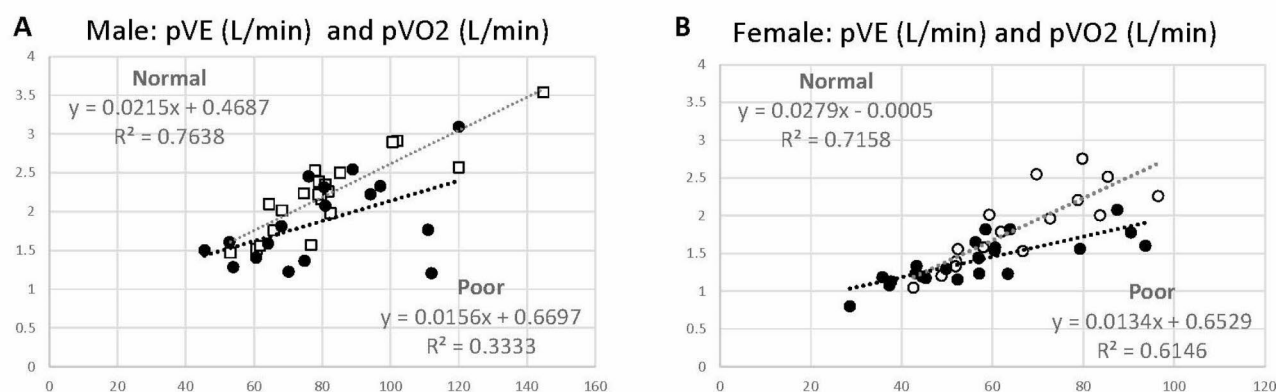 A Male: pVE (L/min) and pVO2 (L/min)
4
3.5
3
2.5
2
1.5
1
0.5
0
Normal
y = 0.0215x + 0.4687
R² = 0.7638
Poor
y = 0.0156x + 0.6697
R² = 0.3333
0 20 40 60 80 100 120 140 160
B Female: pVE (L/min) and pVO2 (L/min)
4
3.5
3
2.5
2
1.5
1
0.5
0
Normal
y = 0.0279x - 0.0005
R² = 0.7158
Poor
y = 0.0134x + 0.6529
R² = 0.6146
0 20 40 60 80 100 120